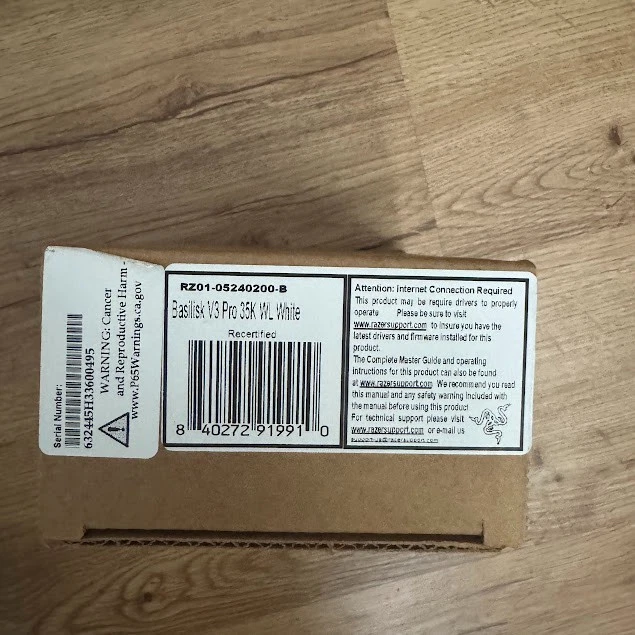 Serial Number:
632445H33600495
WARNING: Cancer
and Reproductive Harm -
www.P65Warnings.ca.gov
RZ01-05240200-B
Basilisk V3 Pro 35K WL White
Recertified
8 40272 91991 0
Attention: Internet Connection Required
This product may be require drivers to properly
operate Please be sure to visit
www.razersupport.com to insure you have the
latest drivers and firmware installed for this
product.
The Complete Master Guide and operating
intructions for this product can also be found
at www.razersupport.com We recommend you read
this manual and any safety warning included with
the manual before using this product
For technical support please visit
www.razersupport.com or e-mail us
support-us@razersupport.com